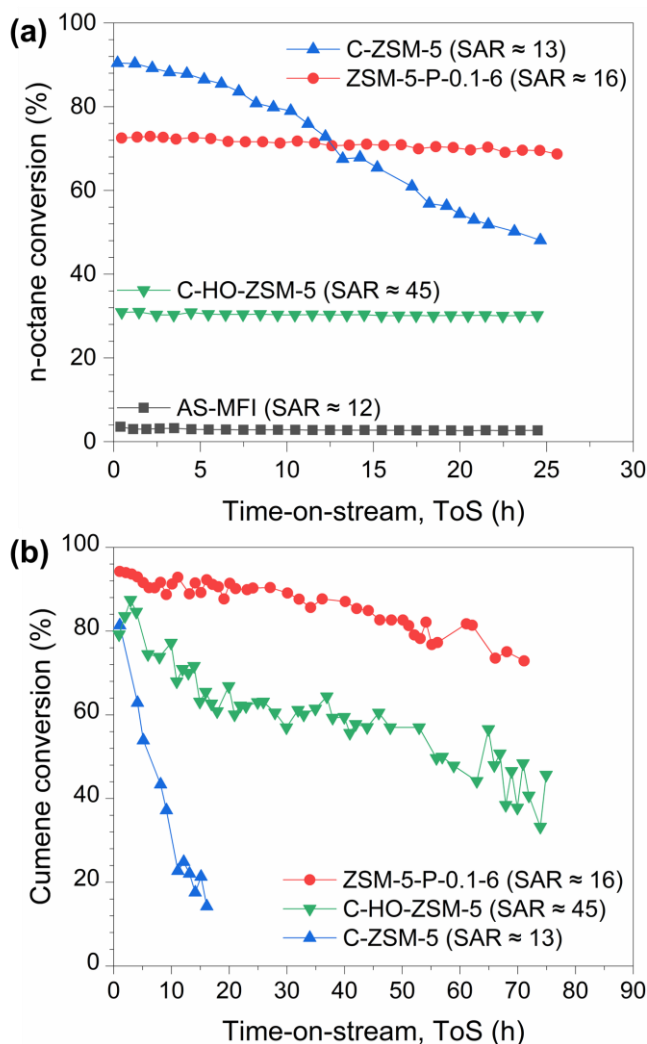 (a)
C-ZSM-5 (SAR ≈ 13)
ZSM-5-P-0.1-6 (SAR ≈ 16)
C-HO-ZSM-5 (SAR ≈ 45)
AS-MFI (SAR ≈ 12)
n-octane conversion (%)
100
80
60
40
20
0
0 5 10 15 20 25 30
Time-on-stream, ToS (h)
(b)
Cumene conversion (%)
100
80
60
40
20
0
ZSM-5-P-0.1-6 (SAR ≈ 16)
C-HO-ZSM-5 (SAR ≈ 45)
C-ZSM-5 (SAR ≈ 13)
0 10 20 30 40 50 60 70 80 90
Time-on-stream, ToS (h)